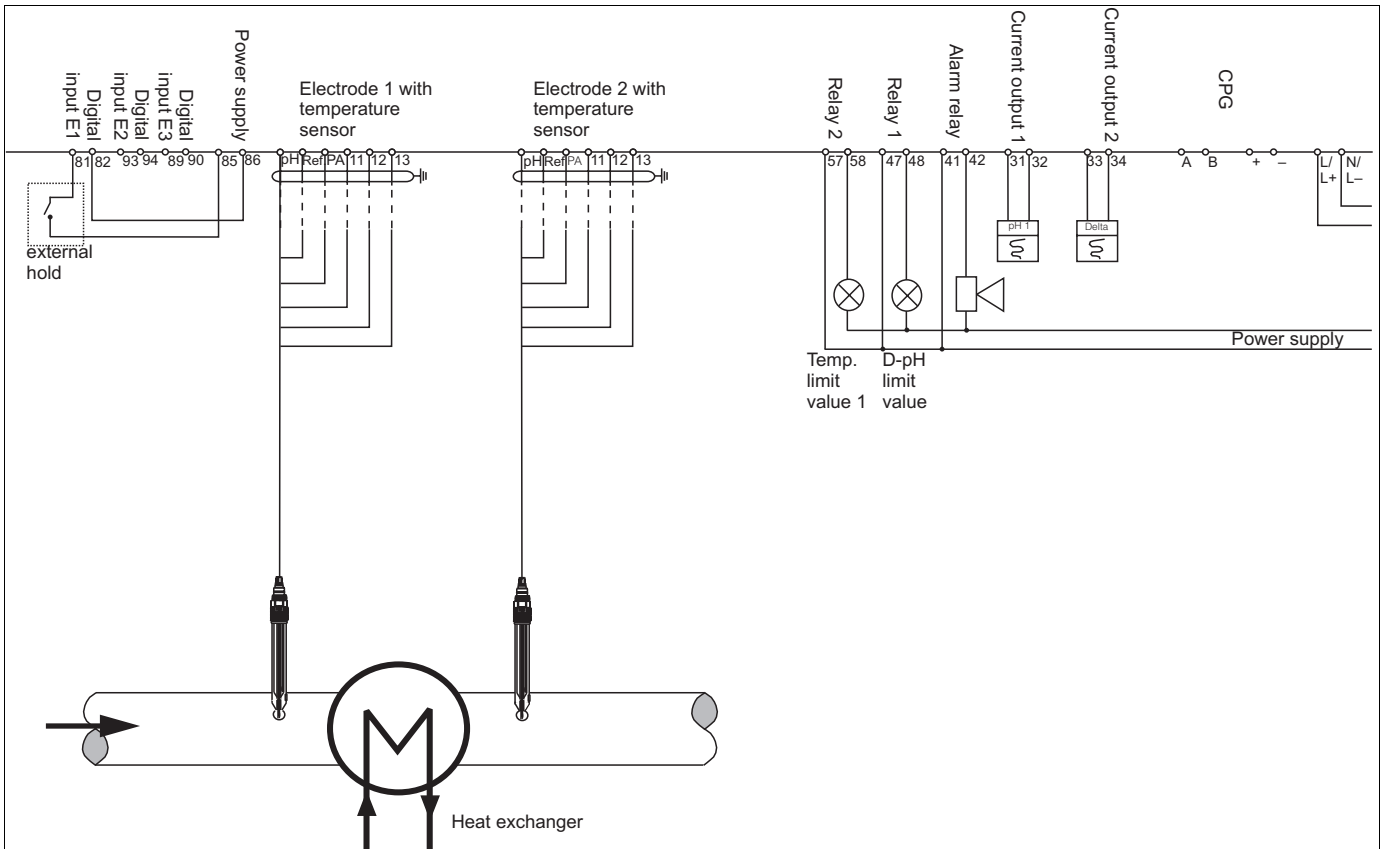 Digital
input E1
Digital
input E2
Digital
input E3
Power supply
Electrode 1 with
temperature
sensor
Electrode 2 with
temperature
sensor
Relay 2
Relay 1
Alarm relay
Current output 1
Current output 2
CPG
81 82 93 94 89 90 85 86 pH Ref PA 11 12 13 pH Ref PA 11 12 13 57 58 47 48 41 42 31 32 33 34 A B + – L/ N/
L+ L–
external
hold
pH 1
Delta
Power supply
Temp.
limit
value 1
D-pH
limit
value
Heat exchanger